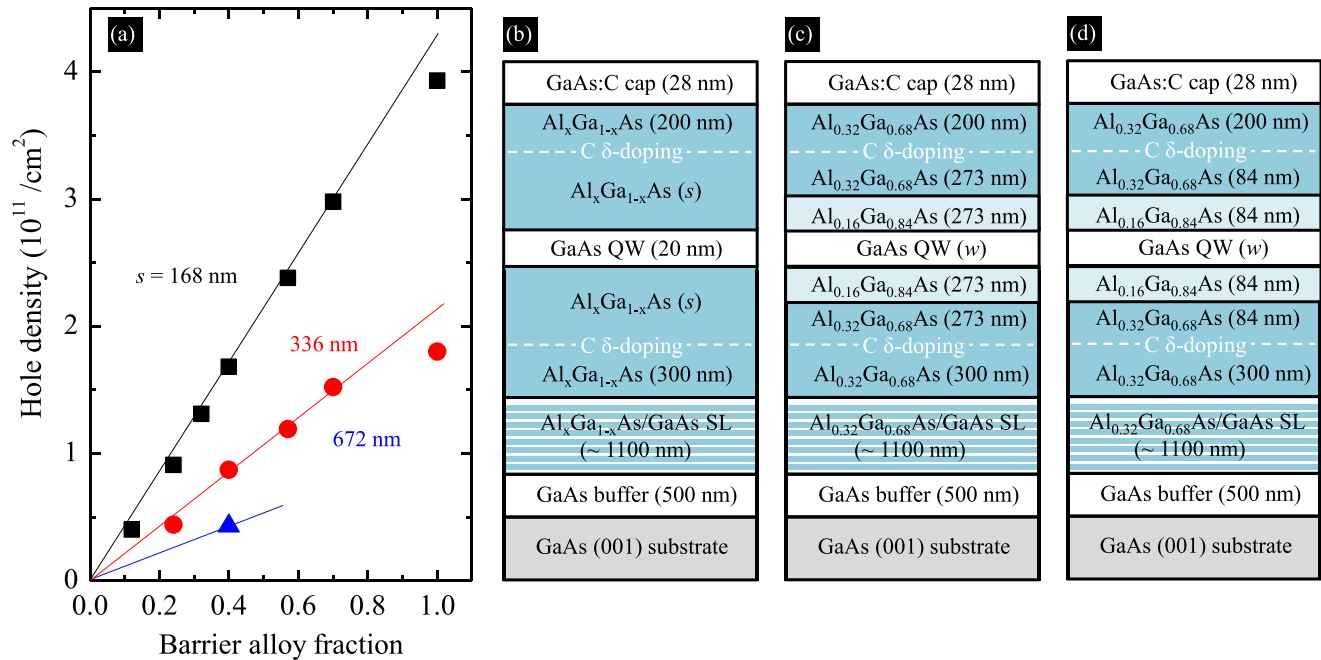 (a)
Hole density (10¹¹ /cm²)
4
3
2
1
0
s = 168 nm
336 nm
672 nm
0.0 0.2 0.4 0.6 0.8 1.0
Barrier alloy fraction
(b)
GaAs:C cap (28 nm)
AlₓGa₁₋ₓAs (200 nm)
C δ-doping
AlₓGa₁₋ₓAs (s)
GaAs QW (20 nm)
AlₓGa₁₋ₓAs (s)
C δ-doping
AlₓGa₁₋ₓAs (300 nm)
AlₓGa₁₋ₓAs/GaAs SL
(~ 1100 nm)
GaAs buffer (500 nm)
GaAs (001) substrate
(c)
GaAs:C cap (28 nm)
Al₀.₃₂Ga₀.₆₈As (200 nm)
C δ-doping
Al₀.₃₂Ga₀.₆₈As (273 nm)
Al₀.₁₆Ga₀.₈₄As (273 nm)
GaAs QW (w)
Al₀.₁₆Ga₀.₈₄As (273 nm)
Al₀.₃₂Ga₀.₆₈As (273 nm)
C δ-doping
Al₀.₃₂Ga₀.₆₈As (300 nm)
Al₀.₃₂Ga₀.₆₈As/GaAs SL
(~ 1100 nm)
GaAs buffer (500 nm)
GaAs (001) substrate
(d)
GaAs:C cap (28 nm)
Al₀.₃₂Ga₀.₆₈As (200 nm)
C δ-doping
Al₀.₃₂Ga₀.₆₈As (84 nm)
Al₀.₁₆Ga₀.₈₄As (84 nm)
GaAs QW (w)
Al₀.₁₆Ga₀.₈₄As (84 nm)
Al₀.₃₂Ga₀.₆₈As (84 nm)
C δ-doping
Al₀.₃₂Ga₀.₆₈As (300 nm)
Al₀.₃₂Ga₀.₆₈As/GaAs SL
(~ 1100 nm)
GaAs buffer (500 nm)
GaAs (001) substrate